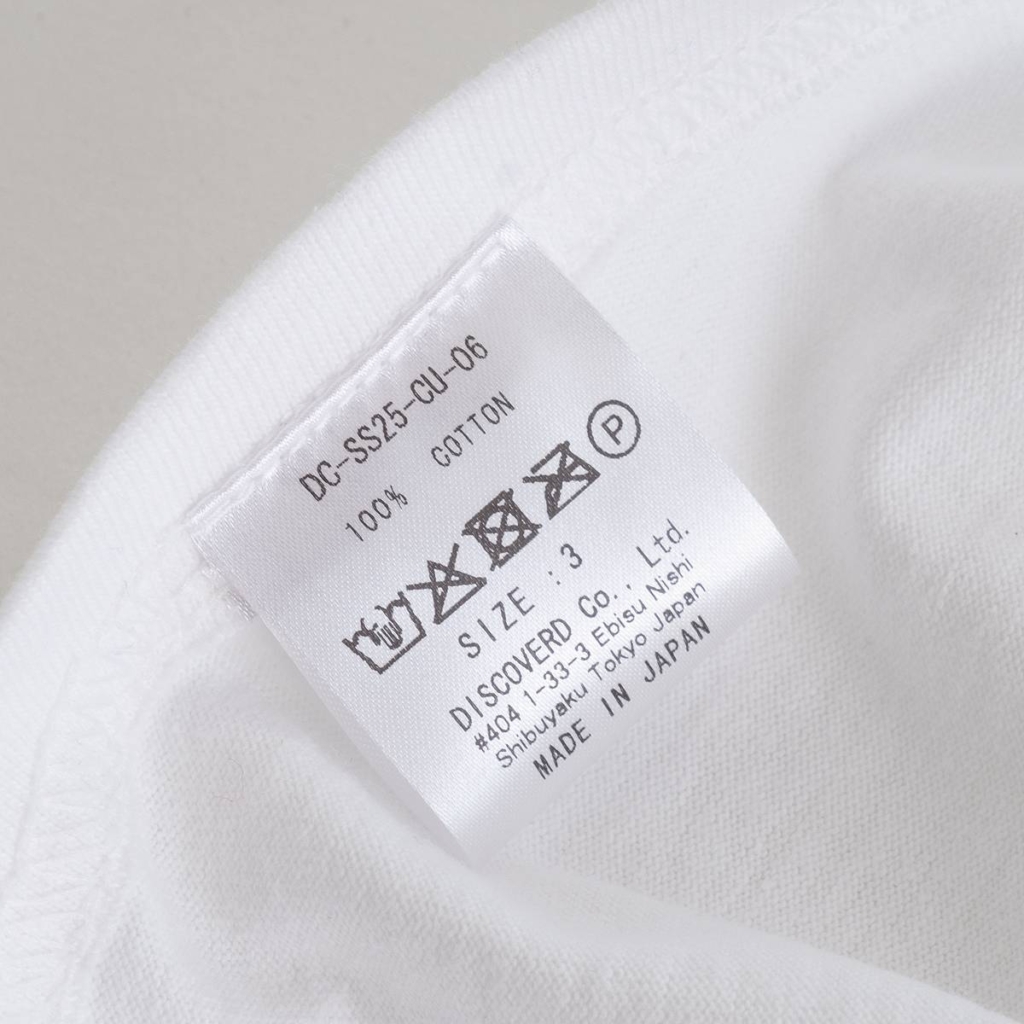 DC-SS25-CU-06
100% COTTON
P
SIZE : 3
DISCOVERD Co., Ltd.
#404 1-33-3 Ebisu Nishi
Shibuyaku Tokyo Japan
MADE IN JAPAN